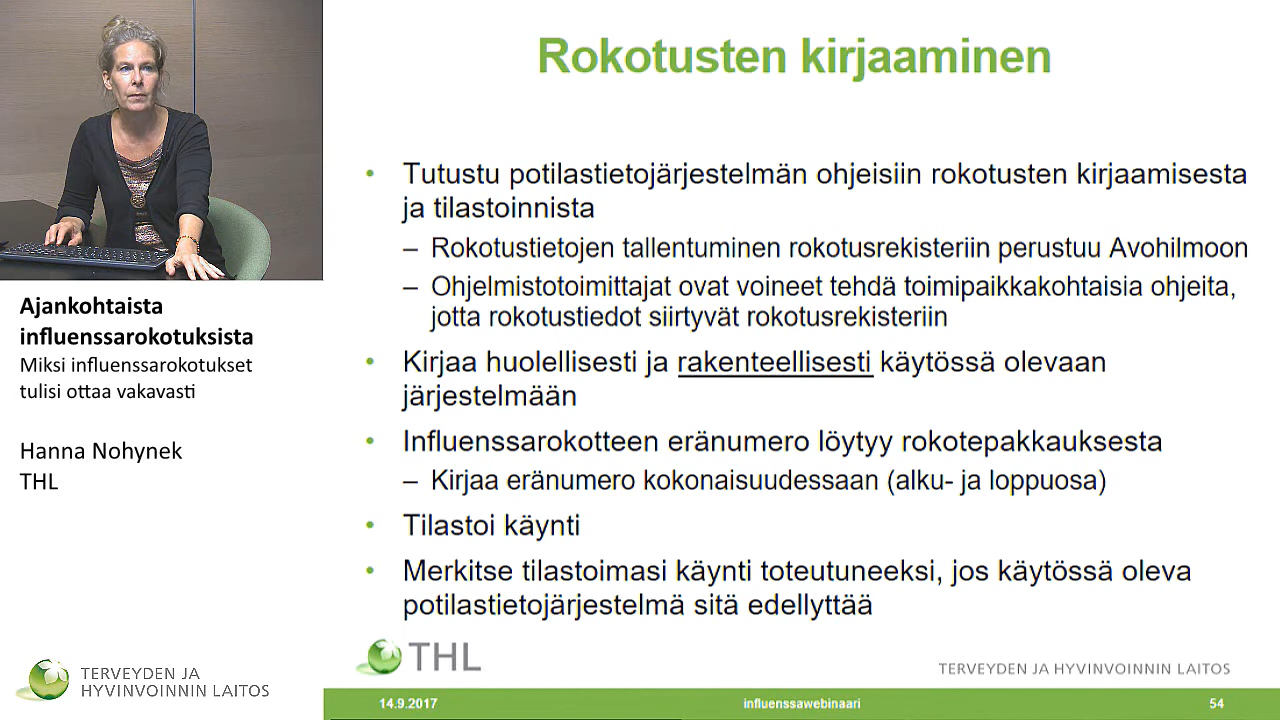 Rokotusten kirjaaminen
• Tutustu potilastietojärjestelmän ohjeisiin rokotusten kirjaamisesta
ja tilastoinnista
– Rokotustietojen tallentuminen rokotusrekisteriin perustuu Avohilmoon
– Ohjelmistotoimittajat ovat voineet tehdä toimipaikkakohtaisia ohjeita,
jotta rokotustiedot siirtyvät rokotusrekisteriin
• Kirjaa huolellisesti ja rakenteellisesti käytössä olevaan
järjestelmään
• Influenssarokotteen eränumero löytyy rokotepakkauksesta
– Kirjaa eränumero kokonaisuudessaan (alku- ja loppuosa)
• Tilastoi käynti
• Merkitse tilastoimasi käynti toteutuneeksi, jos käytössä oleva
potilastietojärjestelmä sitä edellyttää
THL
TERVEYDEN JA HYVINVOINNIN LAITOS
14.9.2017 influenssawebinaari 54
Ajankohtaista
influenssarokotuksista
Miksi influenssarokotukset
tulisi ottaa vakavasti
Hanna Nohynek
THL
TERVEYDEN JA
HYVINVOINNIN LAITOS